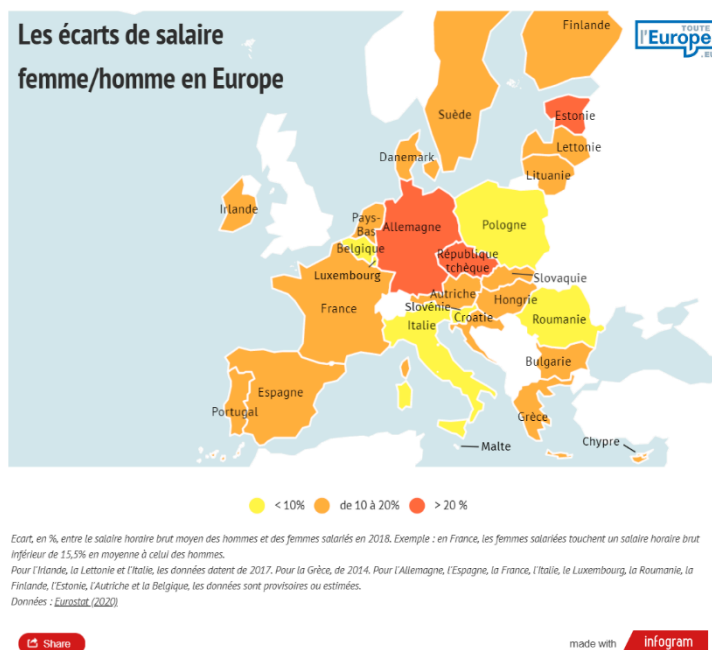 Les écarts de salaire
femme/homme en Europe
TOUTE
l'Europe
.EU
Finlande
Suède
Estonie
Lettonie
Danemark
Lituanie
Irlande
Pays-
Bas
Allemagne
Pologne
Belgique
République
tchèque
Luxembourg
Slovaquie
Autriche
Hongrie
France
Slovénie
Croatie
Roumanie
Italie
Bulgarie
Espagne
Portugal
Grèce
Chypre
Malte
< 10%
de 10 à 20%
> 20 %
Ecart, en %, entre le salaire horaire brut moyen des hommes et des femmes salariés en 2018. Exemple : en France, les femmes salariées touchent un salaire horaire brut
inférieur de 15,5% en moyenne à celui des hommes.
Pour l'Irlande, la Lettonie et l'Italie, les données datent de 2017. Pour la Grèce, de 2014. Pour l'Allemagne, l'Espagne, la France, l'Italie, le Luxembourg, la Roumanie, la
Finlande, l'Estonie, l'Autriche et la Belgique, les données sont provisoires ou estimées.
Données : Eurostat (2020)
Share
made with
infogram